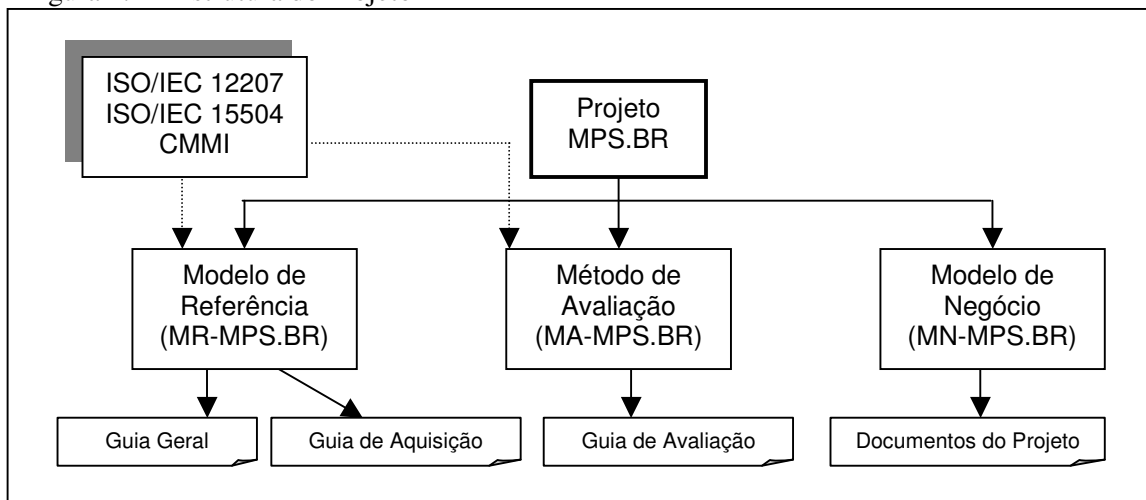 ISO/IEC 12207
ISO/IEC 15504
CMMI
Projeto
MPS.BR
Modelo de
Referência
(MR-MPS.BR)
Método de
Avaliação
(MA-MPS.BR)
Modelo de
Negócio
(MN-MPS.BR)
Guia Geral
Guia de Aquisição
Guia de Avaliação
Documentos do Projeto